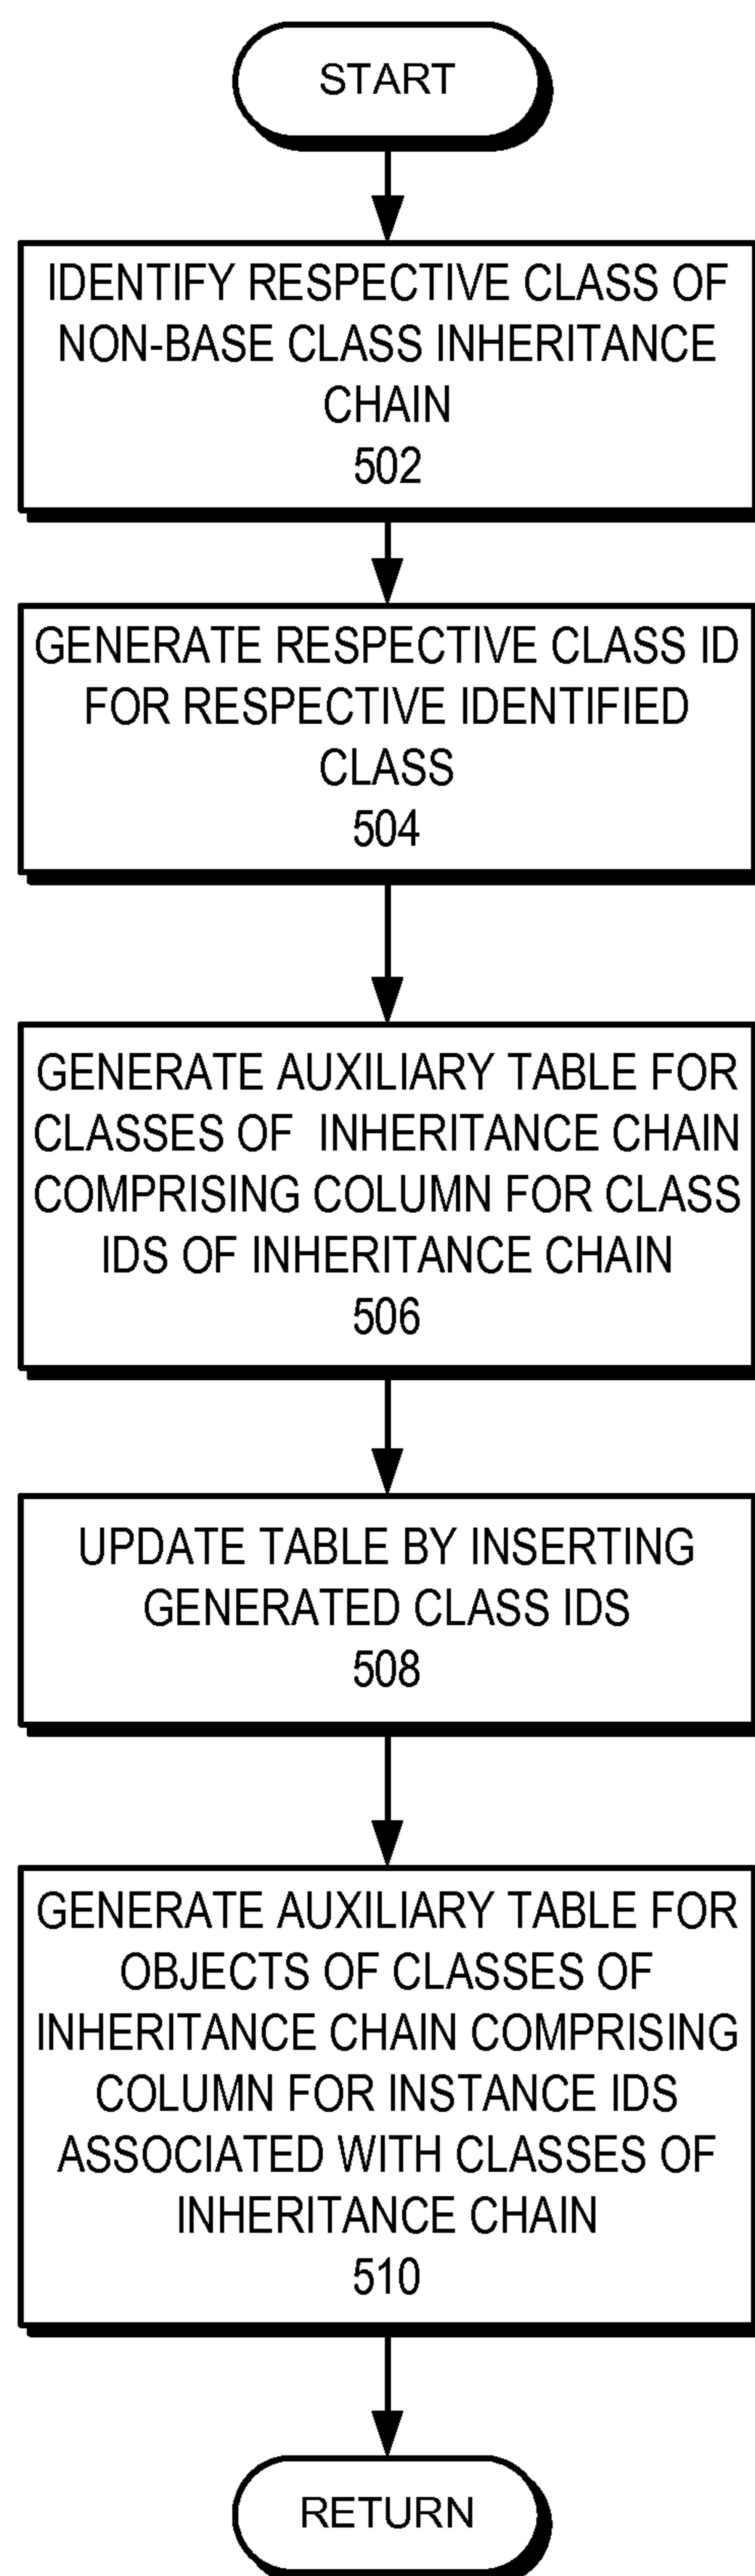 START
IDENTIFY RESPECTIVE CLASS OF
NON-BASE CLASS INHERITANCE
CHAIN
502
GENERATE RESPECTIVE CLASS ID
FOR RESPECTIVE IDENTIFIED
CLASS
504
GENERATE AUXILIARY TABLE FOR
CLASSES OF INHERITANCE CHAIN
COMPRISING COLUMN FOR CLASS
IDS OF INHERITANCE CHAIN
506
UPDATE TABLE BY INSERTING
GENERATED CLASS IDS
508
GENERATE AUXILIARY TABLE FOR
OBJECTS OF CLASSES OF
INHERITANCE CHAIN COMPRISING
COLUMN FOR INSTANCE IDS
ASSOCIATED WITH CLASSES OF
INHERITANCE CHAIN
510
RETURN